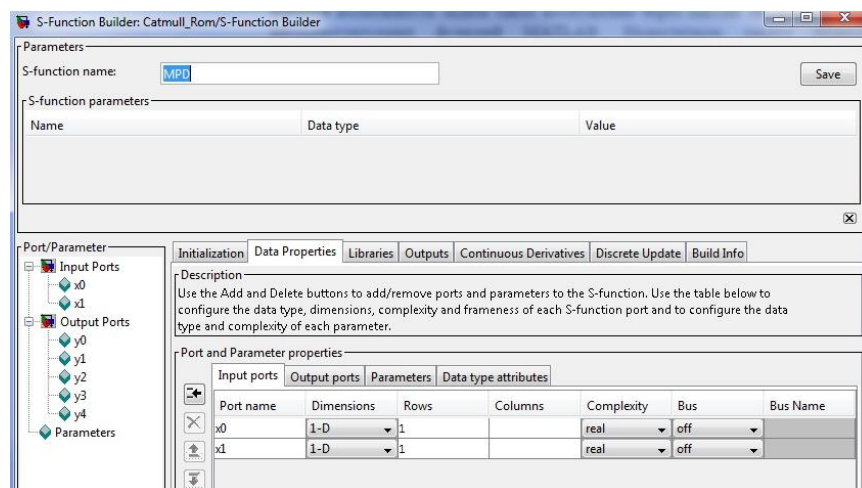 S-Function Builder: Catmull_Rom/S-Function Builder
Parameters
S-function name: MPD Save
S-function parameters
Name Data type Value
Port/Parameter
Input Ports
x0
x1
Output Ports
y0
y1
y2
y3
y4
Parameters
Initialization Data Properties Libraries Outputs Continuous Derivatives Discrete Update Build Info
Description
Use the Add and Delete buttons to add/remove ports and parameters to the S-function. Use the table below to
configure the data type, dimensions, complexity and frameness of each S-function port and to configure the data
type and complexity of each parameter.
Port and Parameter properties
Input ports Output ports Parameters Data type attributes
Port name Dimensions Rows Columns Complexity Bus Bus Name
x0 1-D 1 real off
x1 1-D 1 real off